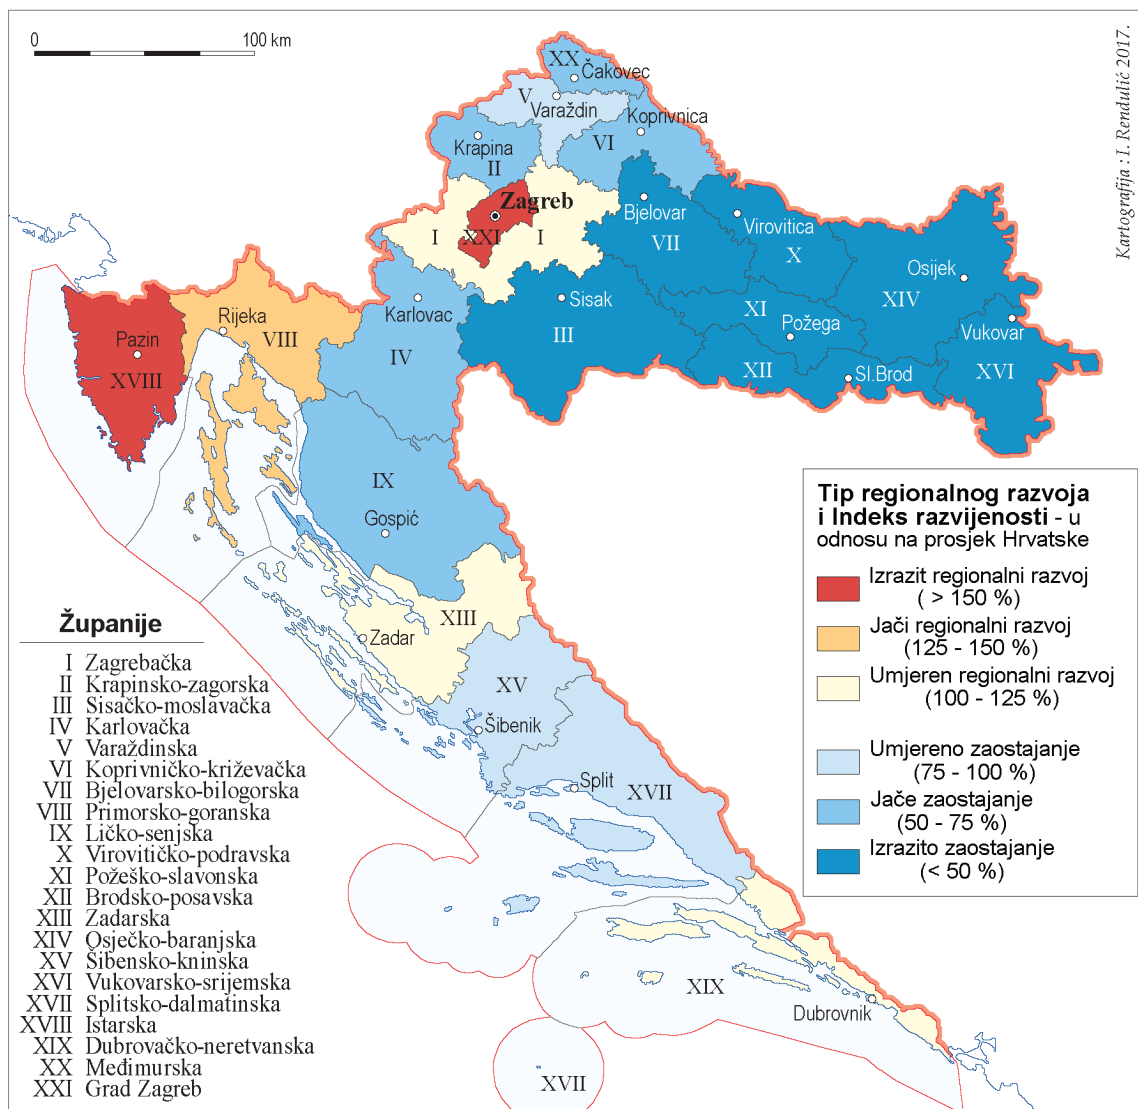 0 100 km
Kartografija : I. Rendulić 2017.
XX
Čakovec
V
Varaždin
Koprivnica
Krapina
VI
II
Zagreb
Bjelovar
Virovitica
I
XXI
I
VII
X
Osijek
Sisak
XIV
Karlovac
XI
Rijeka
Požega
Vukovar
VIII
III
Pazin
IV
XII
Sl.Brod
XVI
XVIII
IX
Gospić
XIII
Zadar
XV
Šibenik
Split
XVII
XIX
Dubrovnik
XVII
Tip regionalnog razvoja
i Indeks razvijenosti - u
odnosu na prosjek Hrvatske
Izrazit regionalni razvoj
( > 150 %)
Jači regionalni razvoj
(125 - 150 %)
Umjeren regionalni razvoj
(100 - 125 %)
Umjereno zaostajanje
(75 - 100 %)
Jače zaostajanje
(50 - 75 %)
Izrazito zaostajanje
(< 50 %)
Županije
I Zagrebačka
II Krapinsko-zagorska
III Sisačko-moslavačka
IV Karlovačka
V Varaždinska
VI Koprivničko-križevačka
VII Bjelovarsko-bilogorska
VIII Primorsko-goranska
IX Ličko-senjska
X Virovitičko-podravska
XI Požeško-slavonska
XII Brodsko-posavska
XIII Zadarska
XIV Osječko-baranjska
XV Šibensko-kninska
XVI Vukovarsko-srijemska
XVII Splitsko-dalmatinska
XVIII Istarska
XIX Dubrovačko-neretvanska
XX Međimurska
XXI Grad Zagreb